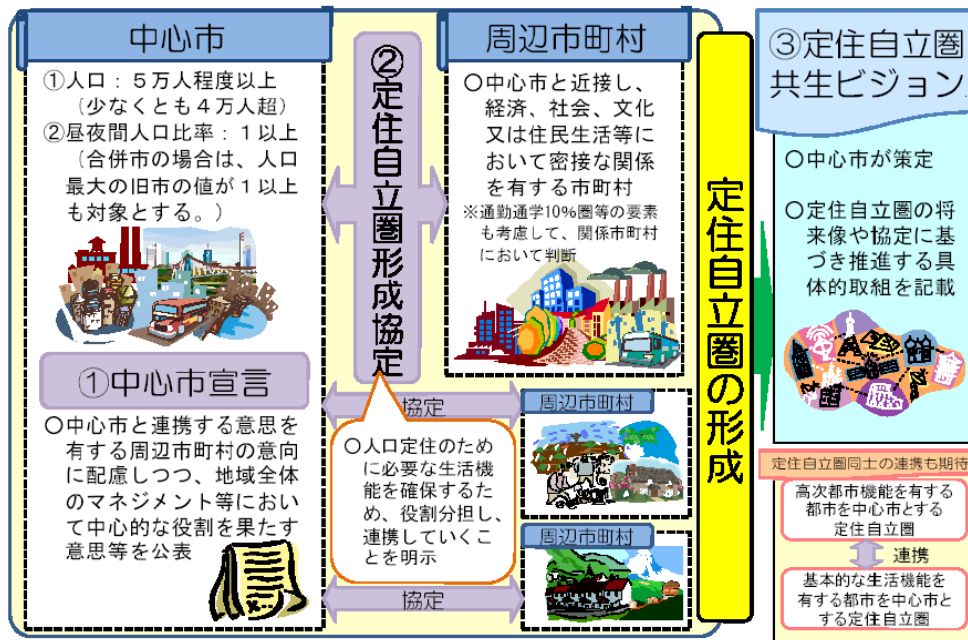 中心市
①人口：５万人程度以上
（少なくとも４万人超）
②昼夜間人口比率：１以上
（合併市の場合は、人口
最大の旧市の値が１以上
も対象とする。）
①中心市宣言
〇中心市と連携する意思を
有する周辺市町村の意向
に配慮しつつ、地域全体
のマネジメント等におい
て中心的な役割を果たす
意思等を公表
②定住自立圏形成協定
〇人口定住のため
に必要な生活機
能を確保するた
め、役割分担し、
連携していくこ
とを明示
協定
協定
周辺市町村
〇中心市と近接し、
経済、社会、文化
又は住民生活等に
おいて密接な関係
を有する市町村
※通勤通学10％圏等の要素
も考慮して、関係市町村
において判断
周辺市町村
周辺市町村
定住自立圏の形成
③定住自立圏
共生ビジョン
〇中心市が策定
〇定住自立圏の将
来像や協定に基
づき推進する具
体的取組を記載
定住自立圏同士の連携も期待
高次都市機能を有する
都市を中心市とする
定住自立圏
連携
基本的な生活機能を
有する都市を中心市と
する定住自立圏